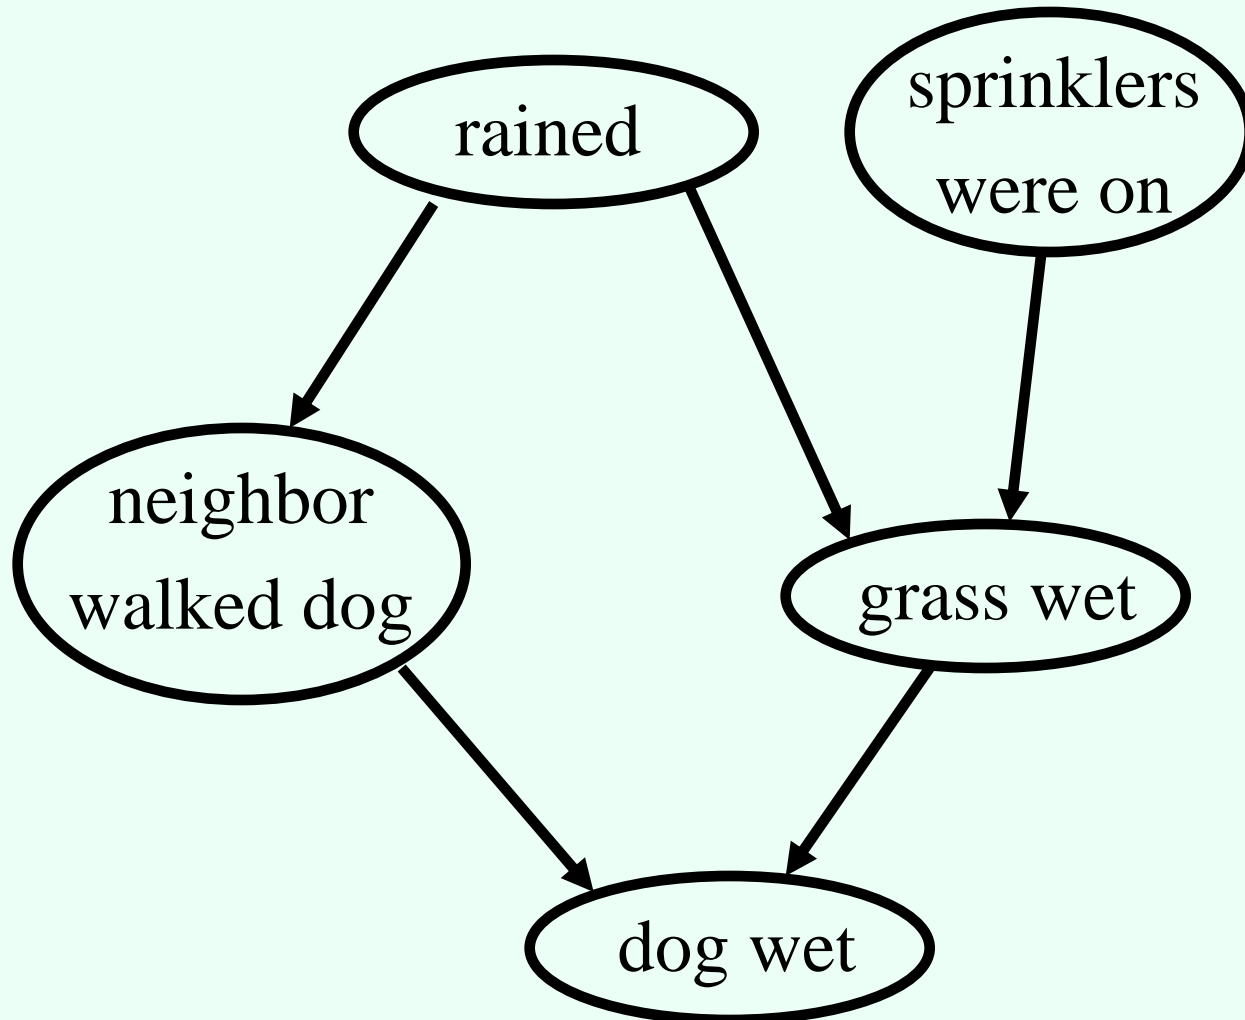 rained
sprinklers
were on
neighbor
walked dog
grass wet
dog wet